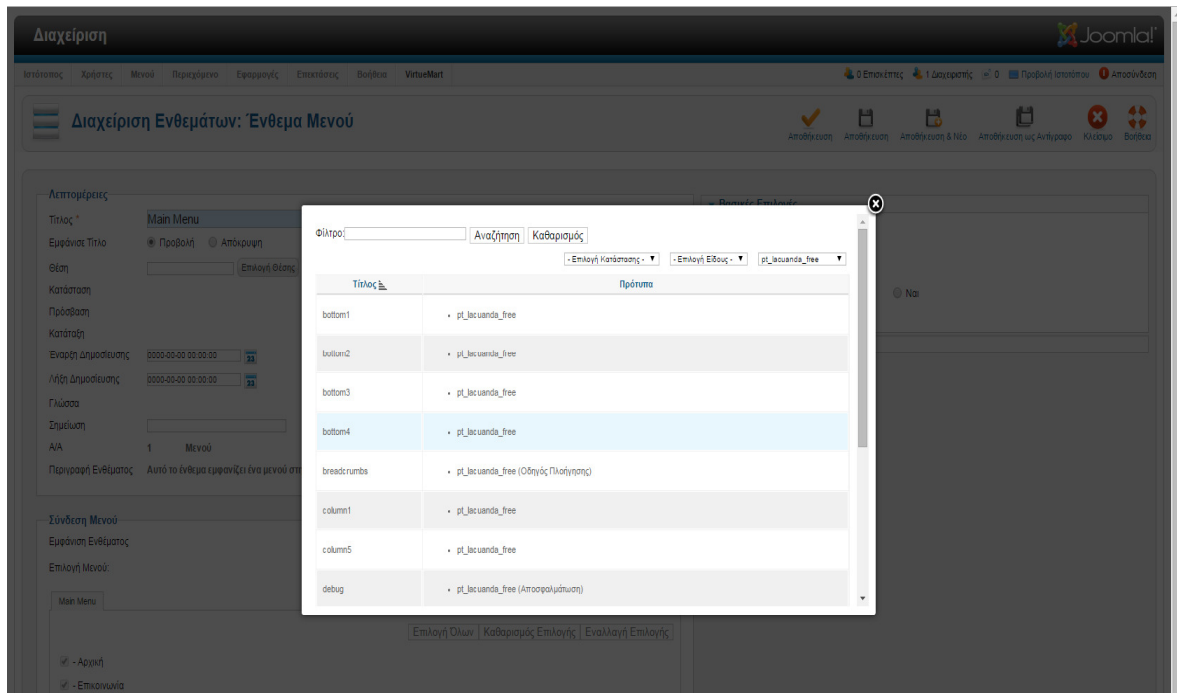 Διαχείριση
Joomla!
Ιστότοπος Χρήστες Μενού Περιεχόμενο Εφαρμογές Επεκτάσεις Βοήθεια VirtueMart 0 Επισκέπτες 1 Διαχειριστής 0 Προβολή Ιστοτόπου Αποσύνδεση
Διαχείριση Ενθεμάτων: Ένθεμα Μενού
Αποθήκευση Αποθήκευση Αποθήκευση & Νέο Αποθήκευση ως Αντίγραφο Κλείσιμο Βοήθεια
Λεπτομέρειες
Τίτλος * Main Menu
Εμφάνισε Τίτλο Προβολή Απόκρυψη
Θέση Επιλογή Θέσης
Κατάσταση
Πρόσβαση
Κατάταξη
Έναρξη Δημοσίευσης 0000-00-00 00:00:00 23
Λήξη Δημοσίευσης 0000-00-00 00:00:00 23
Γλώσσα
Σημείωση
Α/Α 1 Μενού
Περιγραφή Ενθέματος Αυτό το ένθεμα εμφανίζει ένα μενού στη
Βασικές Επιλογές
Ναι
Φίλτρο: Αναζήτηση Καθαρισμός
- Επιλογή Κατάστασης - - Επιλογή Είδους - pt_lacuanda_free
Τίτλος Πρότυπα
bottom1 • pt_lacuanda_free
bottom2 • pt_lacuanda_free
bottom3 • pt_lacuanda_free
bottom4 • pt_lacuanda_free
breadcrumbs • pt_lacuanda_free (Οδηγός Πλοήγησης)
column1 • pt_lacuanda_free
column5 • pt_lacuanda_free
debug • pt_lacuanda_free (Αποσφαλμάτωση)
Σύνδεση Μενού
Εμφάνιση Ενθέματος
Επιλογή Μενού:
Main Menu
Επιλογή Όλων Καθαρισμός Επιλογής Εναλλαγή Επιλογής
- Αρχική
- Επικοινωνία